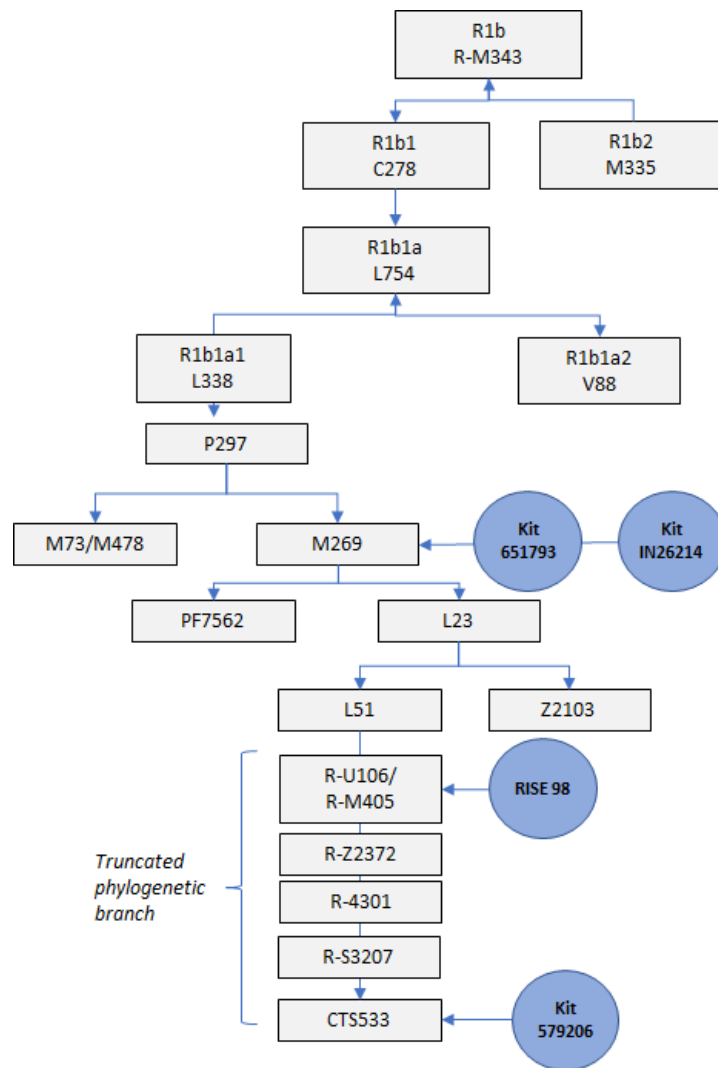 R1b
R-M343
R1b1
C278
R1b2
M335
R1b1a
L754
R1b1a1
L338
R1b1a2
V88
P297
M73/M478
M269
Kit
651793
Kit
IN26214
PF7562
L23
L51
Z2103
R-U106/
R-M405
RISE 98
R-Z2372
Truncated
phylogenetic
branch
R-4301
R-S3207
CTS533
Kit
579206